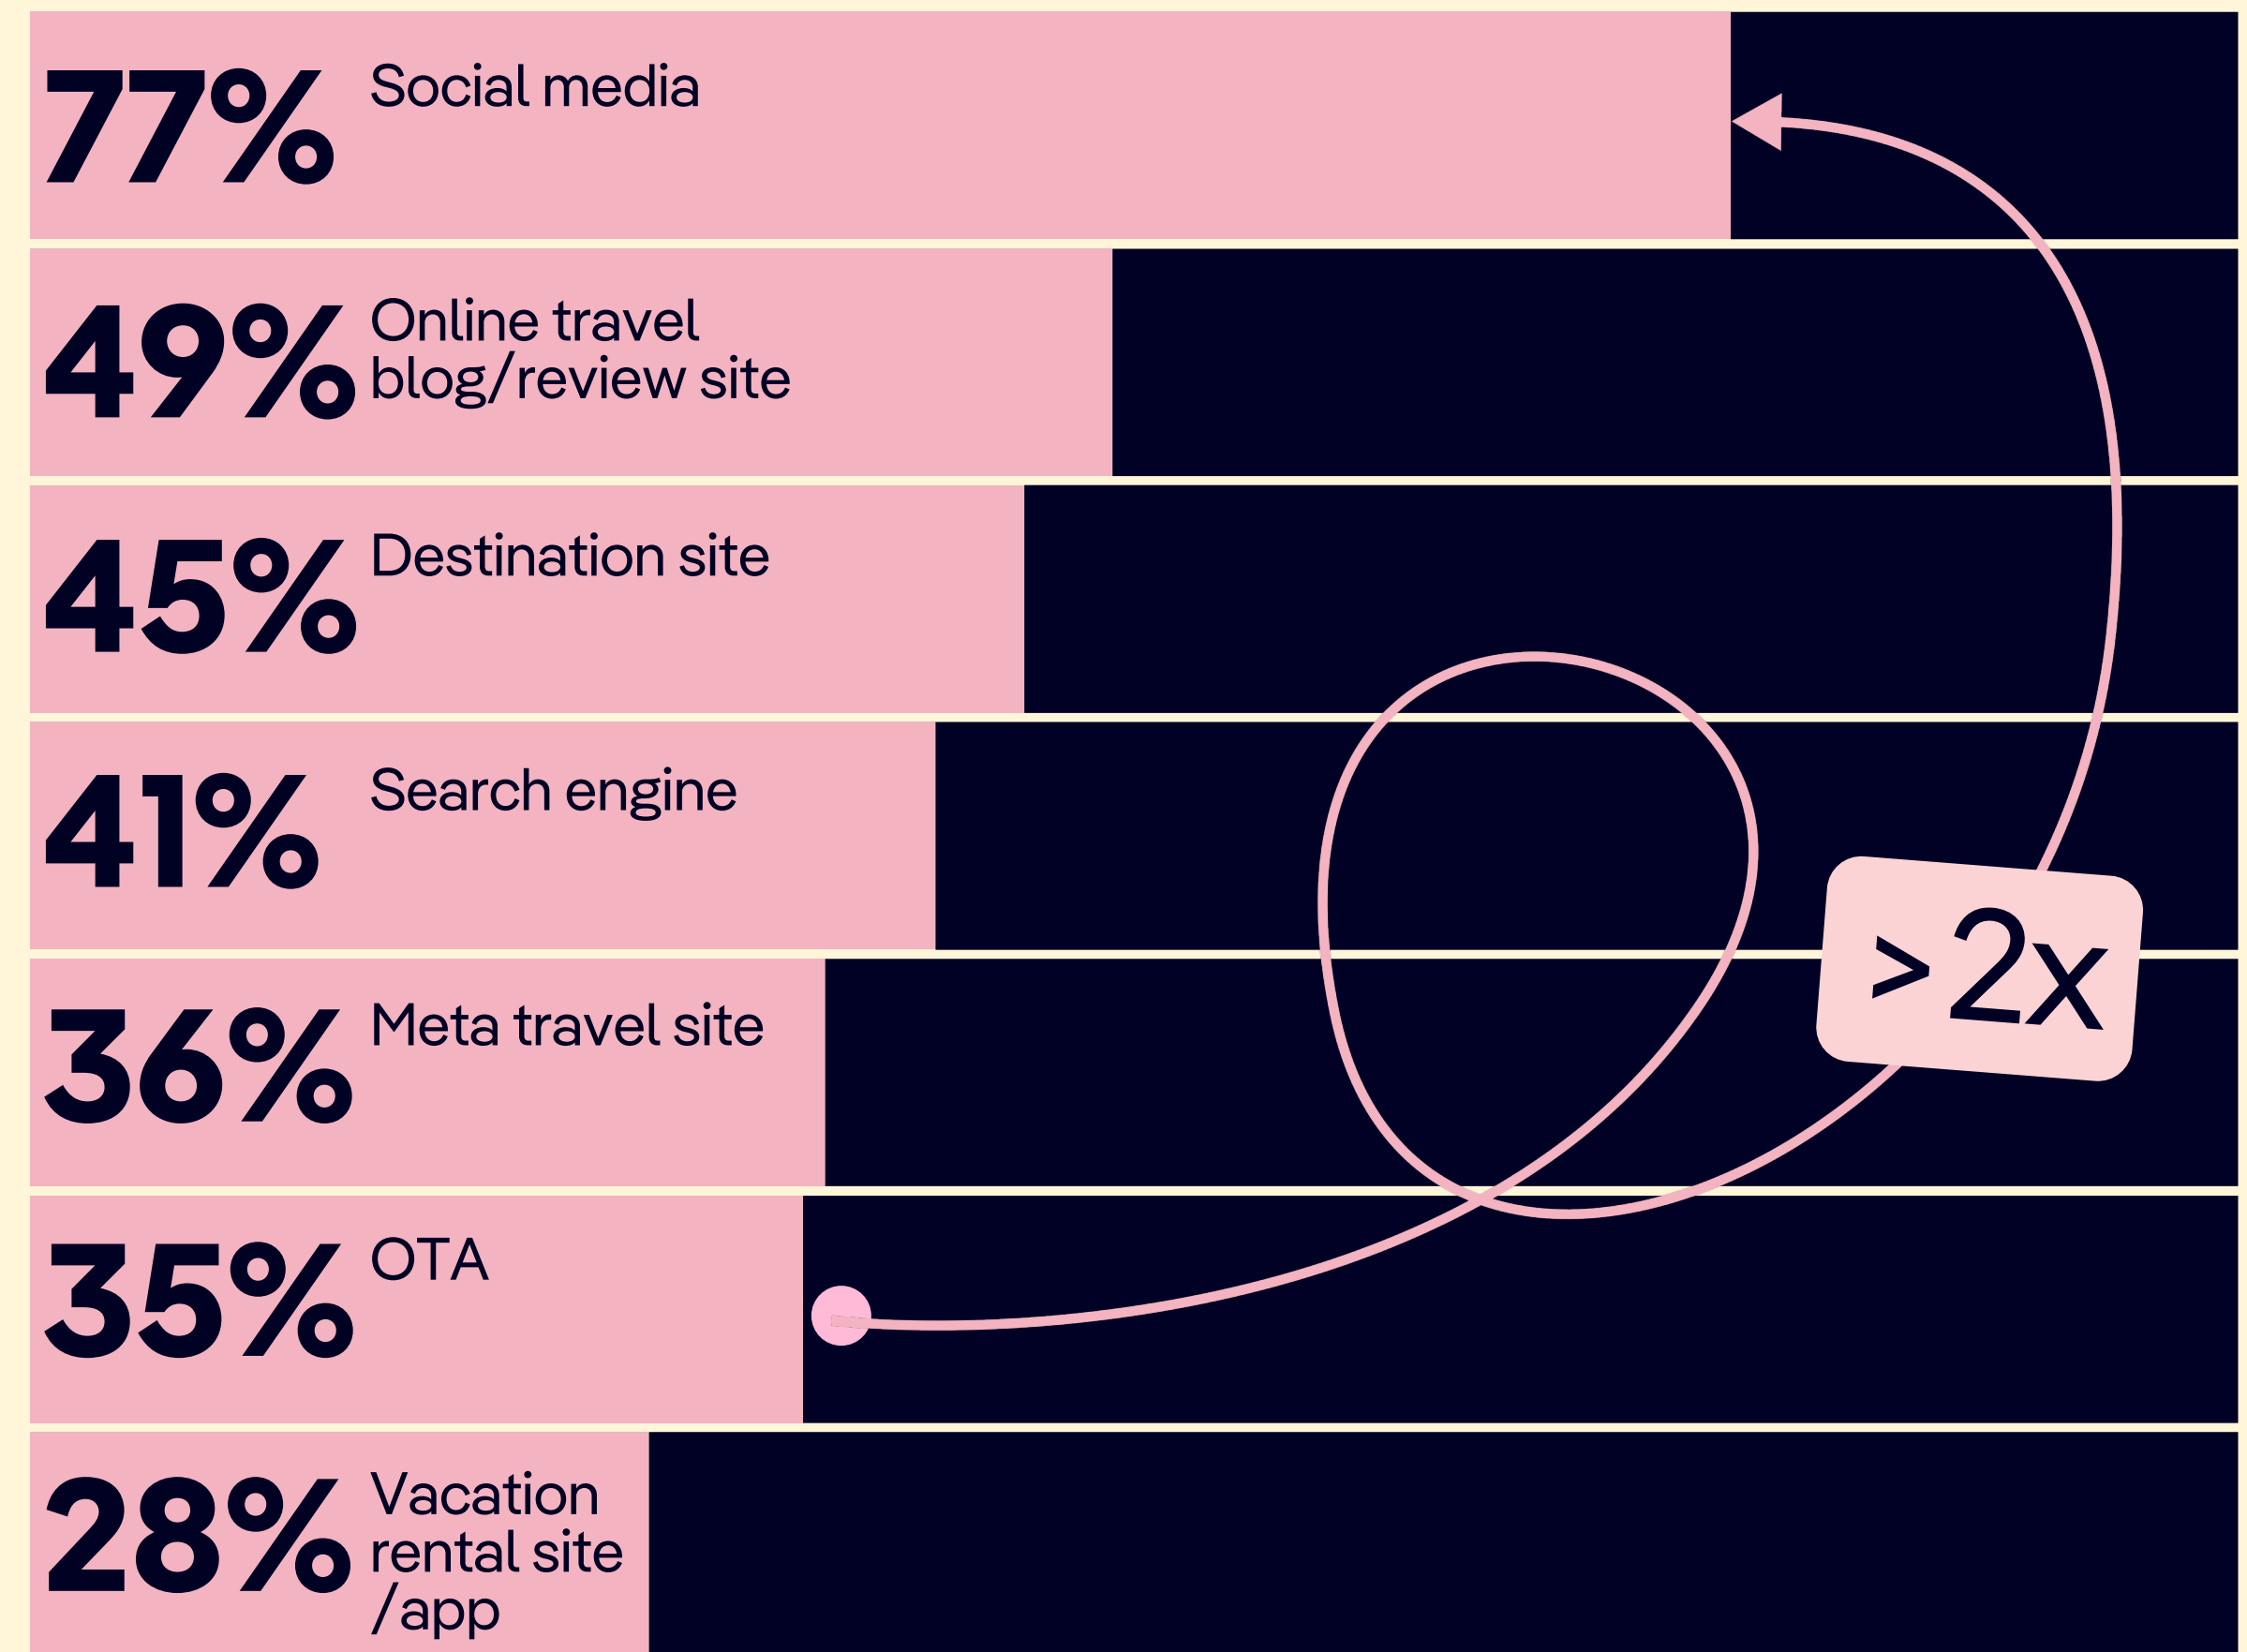 77% Social media
49% Online travel
blog/review site
45% Destination site
41% Search engine
36% Meta travel site
> 2x
35% OTA
28% Vacation
rental site
/app